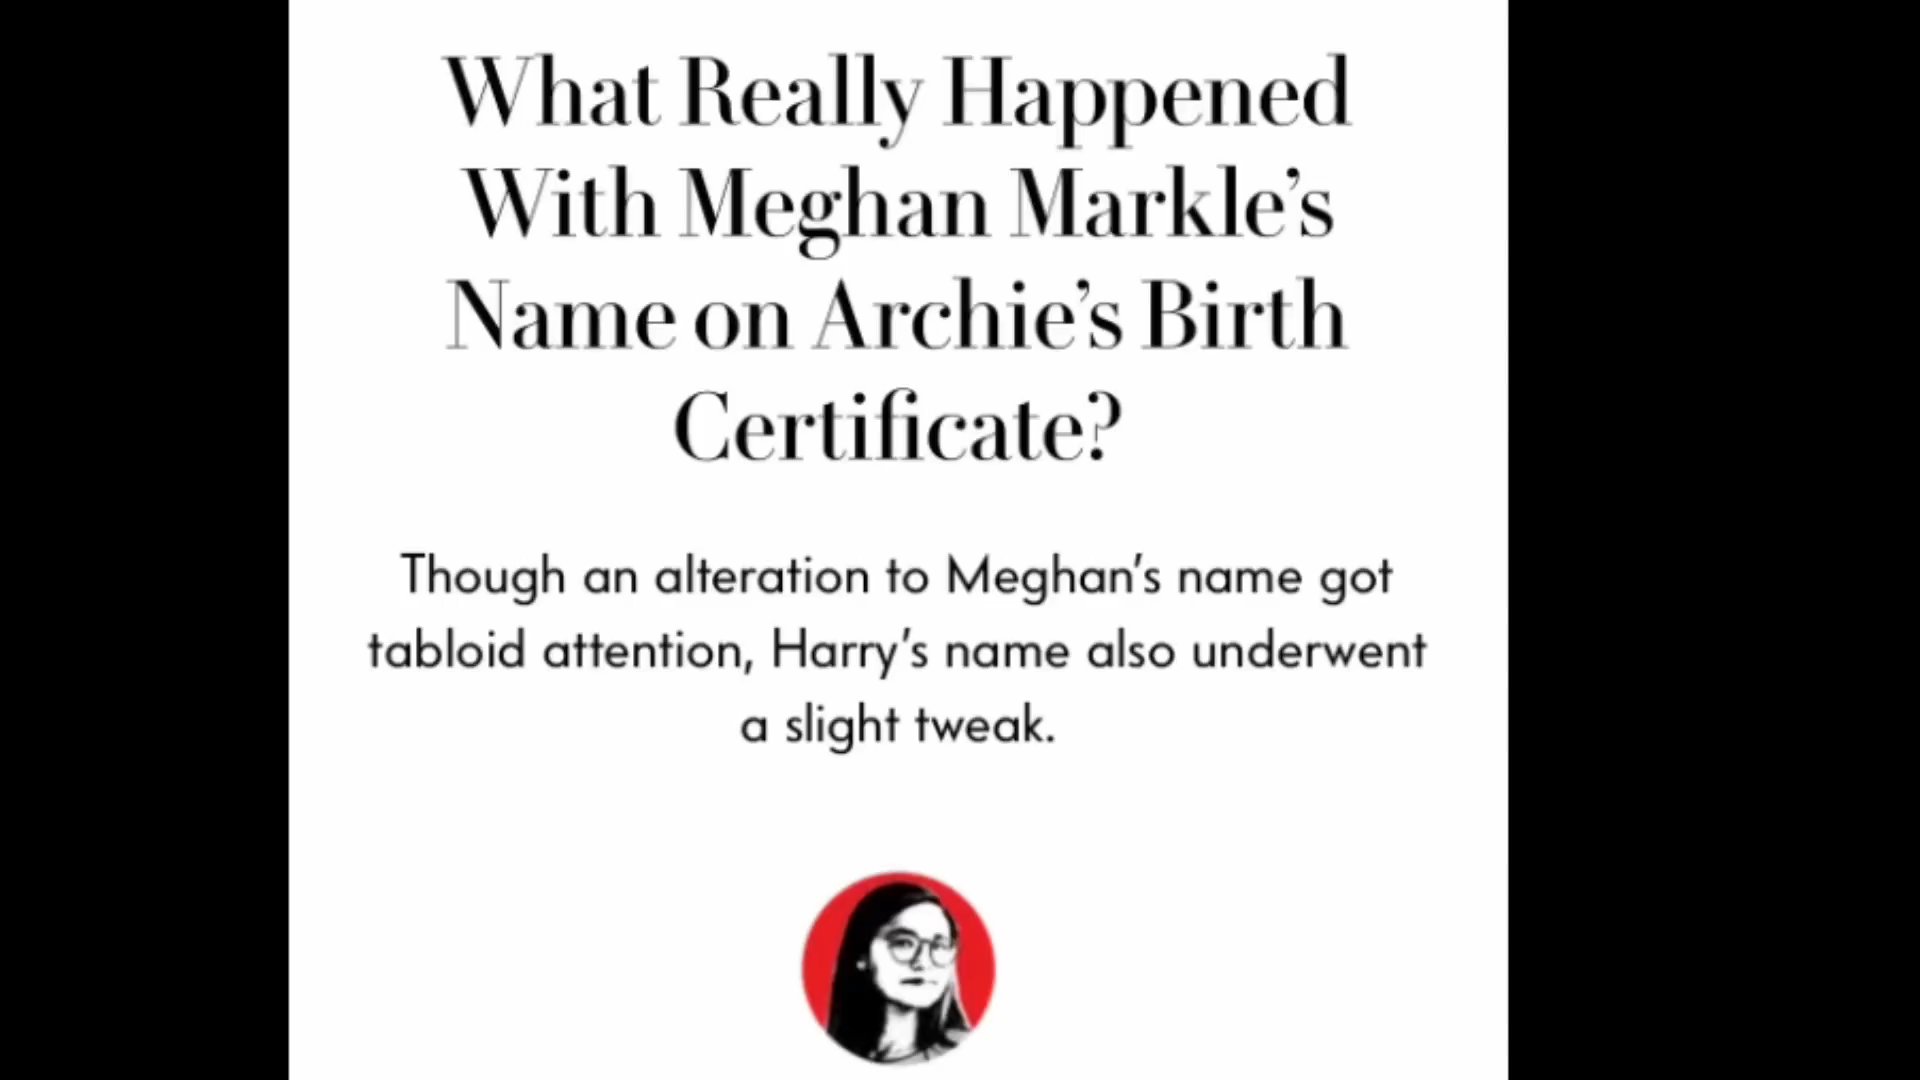 What Really Happened
With Meghan Markle’s
Name on Archie’s Birth
Certificate?
Though an alteration to Meghan’s name got
tabloid attention, Harry’s name also underwent
a slight tweak.